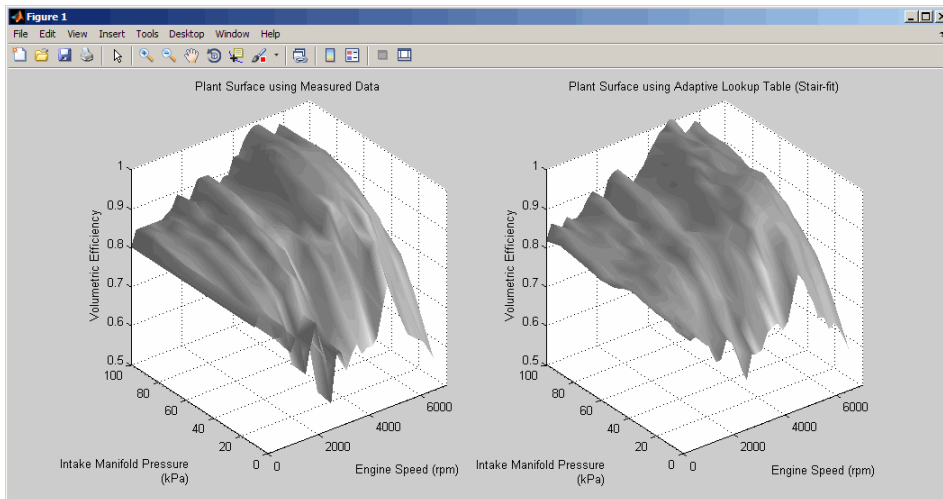 Figure 1
File Edit View Insert Tools Desktop Window Help
Plant Surface using Measured Data
1
0.9
0.8
0.7
0.6
0.5
Volumetric Efficiency
100
80
60
40
20
0
Intake Manifold Pressure
(kPa)
0
2000
4000
6000
Engine Speed (rpm)
Plant Surface using Adaptive Lookup Table (Stair-fit)
1
0.9
0.8
0.7
0.6
0.5
Volumetric Efficiency
100
80
60
40
20
0
Intake Manifold Pressure
(kPa)
0
2000
4000
6000
Engine Speed (rpm)